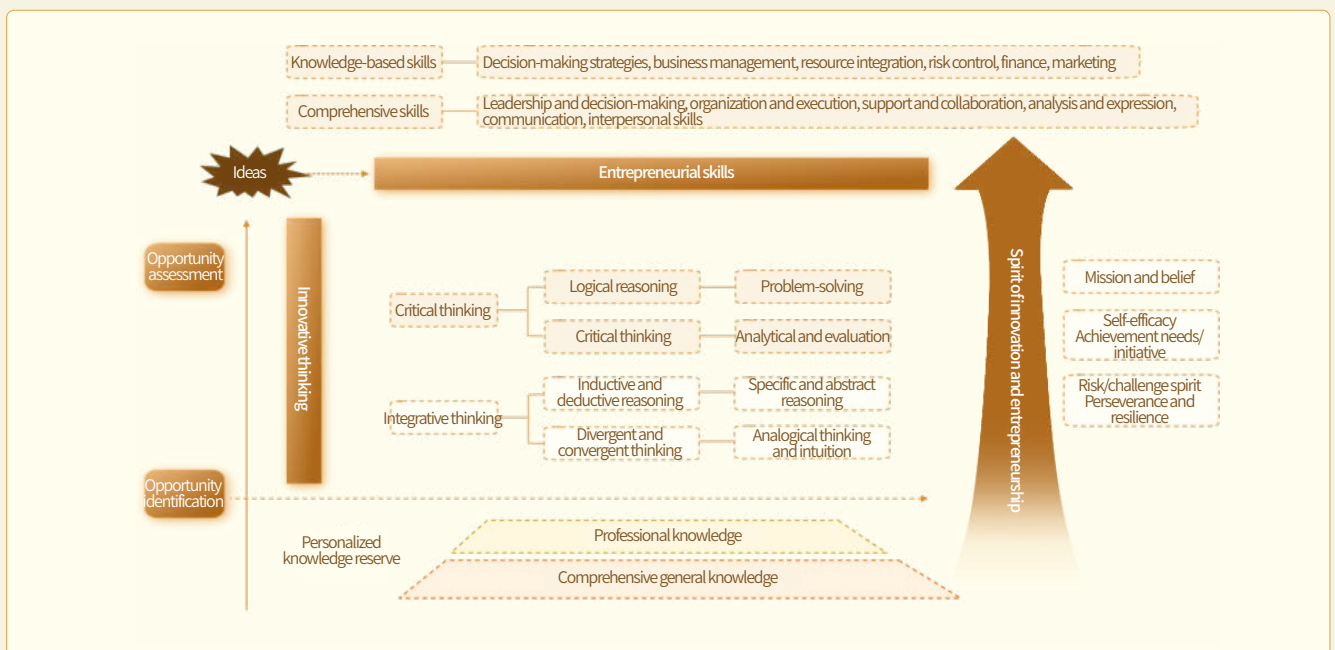 Knowledge-based skills
Decision-making strategies, business management, resource integration, risk control, finance, marketing
Comprehensive skills
Leadership and decision-making, organization and execution, support and collaboration, analysis and expression,
communication, interpersonal skills
Ideas
Entrepreneurial skills
Opportunity
assessment
Innovative thinking
Critical thinking
Logical reasoning
Problem-solving
Critical thinking
Analytical and evaluation
Integrative thinking
Inductive and
deductive reasoning
Specific and abstract
reasoning
Divergent and
convergent thinking
Analogical thinking
and intuition
Spirit of innovation and entrepreneurship
Mission and belief
Self-efficacy
Achievement needs/
initiative
Risk/challenge spirit
Perseverance and
resilience
Opportunity
identification
Personalized
knowledge reserve
Professional knowledge
Comprehensive general knowledge